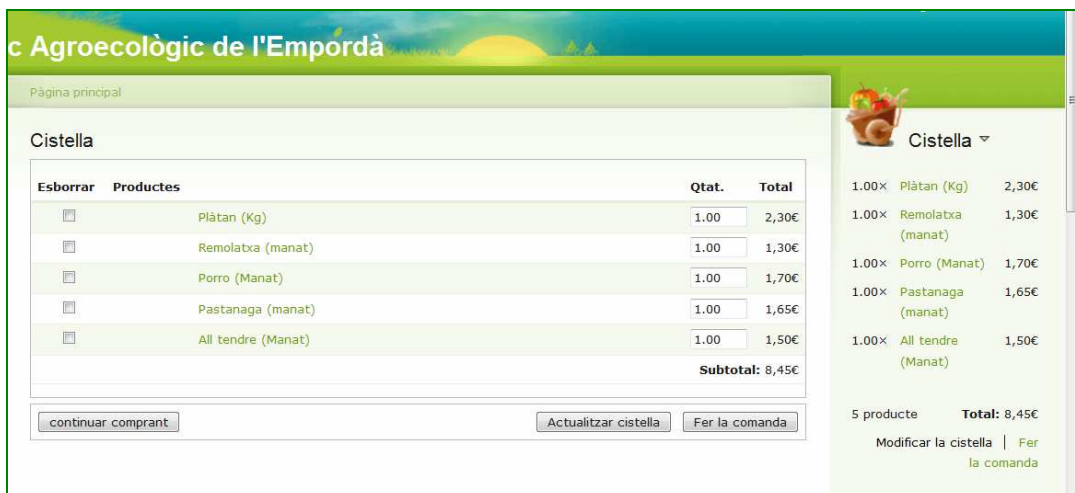 c Agroecològic de l'Empordà
Pàgina principal
Cistella
Esborrar Productes Qtat. Total
Plàtan (Kg) 1.00 2,30€
Remolatxa (manat) 1.00 1,30€
Porro (Manat) 1.00 1,70€
Pastanaga (manat) 1.00 1,65€
All tendre (Manat) 1.00 1,50€
Subtotal: 8,45€
continuar comprant Actualitzar cistella Fer la comanda
Cistella
1.00× Plàtan (Kg) 2,30€
1.00× Remolatxa 1,30€
(manat)
1.00× Porro (Manat) 1,70€
1.00× Pastanaga 1,65€
(manat)
1.00× All tendre 1,50€
(Manat)
5 producte Total: 8,45€
Modificar la cistella | Fer
la comanda